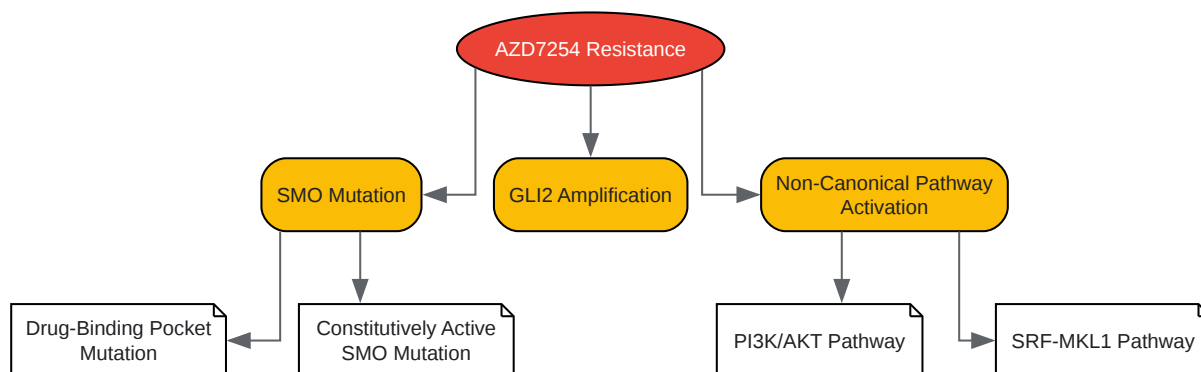 AZD7254 Resistance
SMO Mutation
GLI2 Amplification
Non-Canonical Pathway
Activation
Drug-Binding Pocket
Mutation
Constitutively Active
SMO Mutation
PI3K/AKT Pathway
SRF-MKL1 Pathway